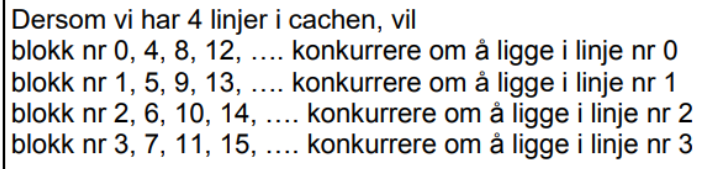 Dersom vi har 4 linjer i cachen, vil
blokk nr 0, 4, 8, 12, …. konkurrere om å ligge i linje nr 0
blokk nr 1, 5, 9, 13, …. konkurrere om å ligge i linje nr 1
blokk nr 2, 6, 10, 14, …. konkurrere om å ligge i linje nr 2
blokk nr 3, 7, 11, 15, …. konkurrere om å ligge i linje nr 3